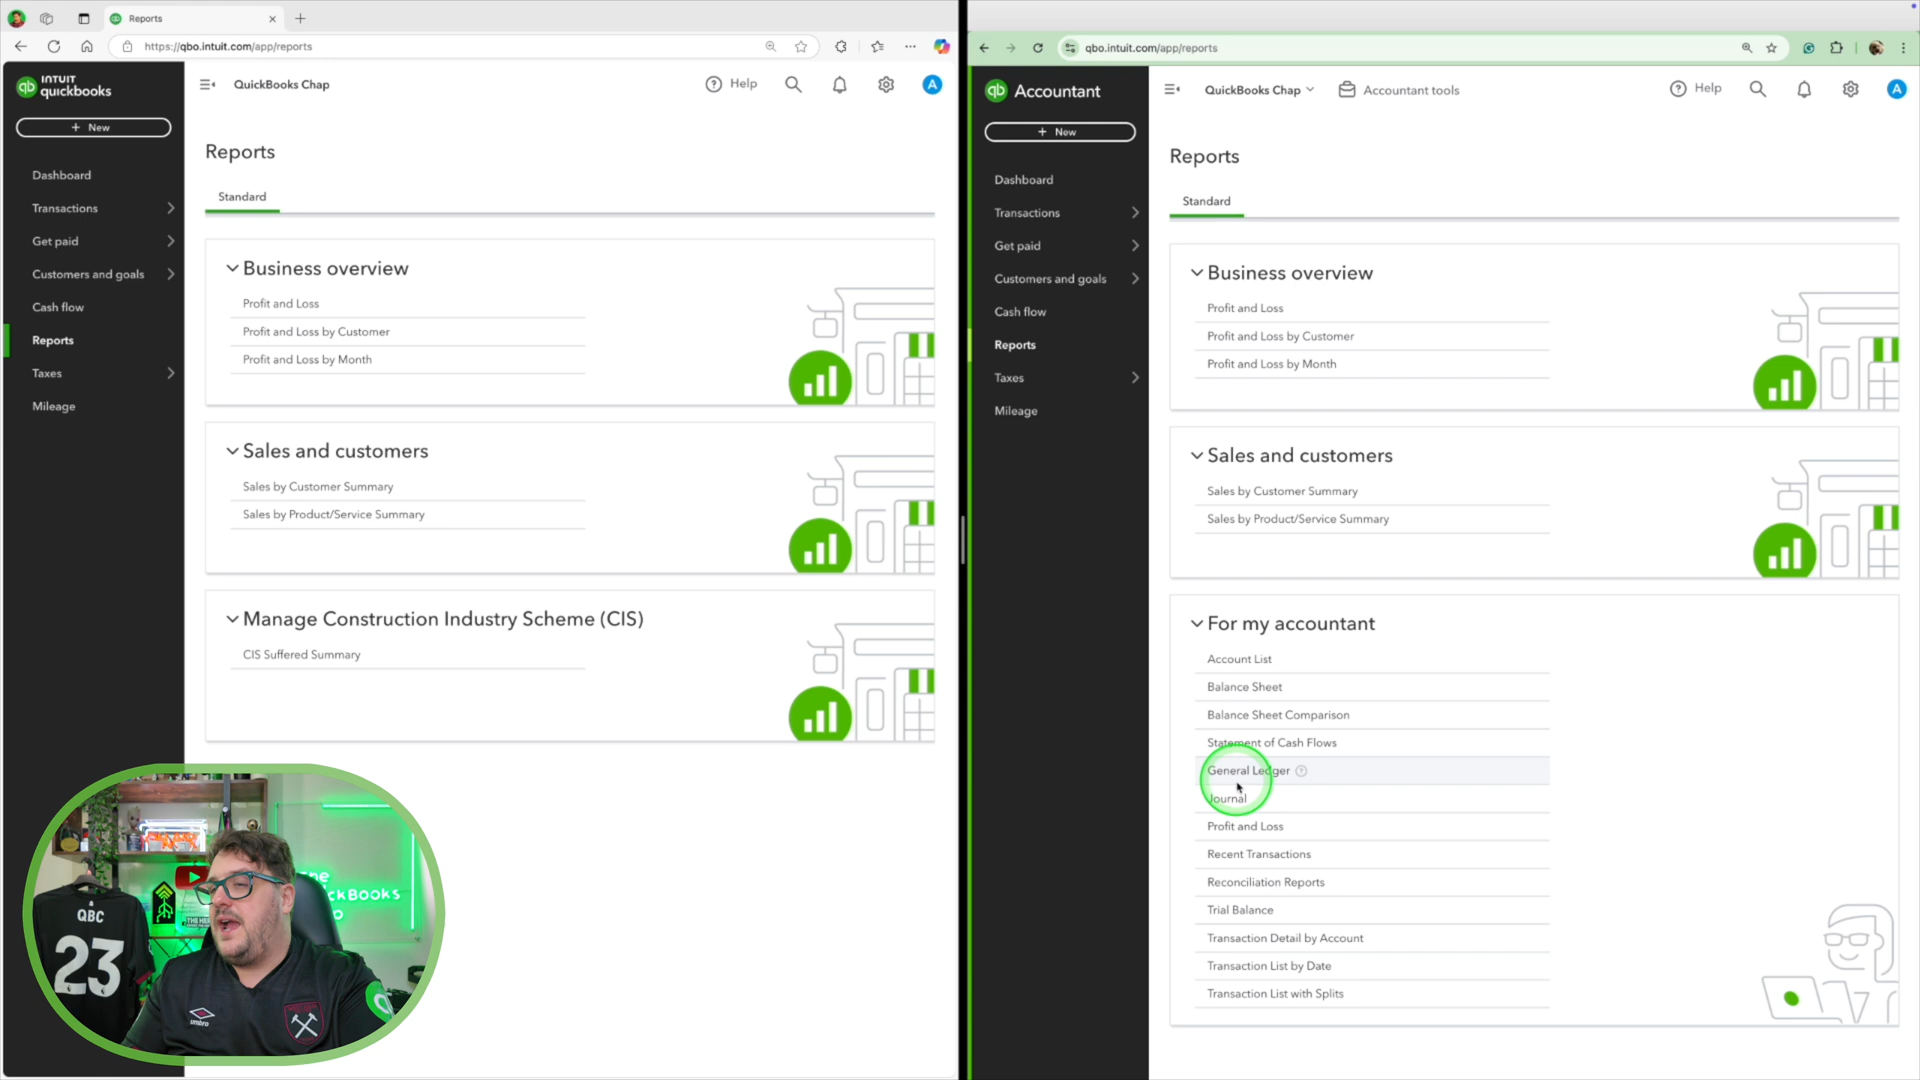 Reports
https://qbo.intuit.com/app/reports
INTUIT
quickbooks
QuickBooks Chap
Help
A
+ New
Dashboard
Transactions
Get paid
Customers and goals
Cash flow
Reports
Taxes
Mileage
Reports
Standard
Business overview
Profit and Loss
Profit and Loss by Customer
Profit and Loss by Month
Sales and customers
Sales by Customer Summary
Sales by Product/Service Summary
Manage Construction Industry Scheme (CIS)
CIS Suffered Summary
QBC
23
umbro
qbo.intuit.com/app/reports
qb Accountant
QuickBooks Chap
Accountant tools
Help
A
+ New
Dashboard
Transactions
Get paid
Customers and goals
Cash flow
Reports
Taxes
Mileage
Reports
Standard
Business overview
Profit and Loss
Profit and Loss by Customer
Profit and Loss by Month
Sales and customers
Sales by Customer Summary
Sales by Product/Service Summary
For my accountant
Account List
Balance Sheet
Balance Sheet Comparison
Statement of Cash Flows
General Ledger
Journal
Profit and Loss
Recent Transactions
Reconciliation Reports
Trial Balance
Transaction Detail by Account
Transaction List by Date
Transaction List with Splits